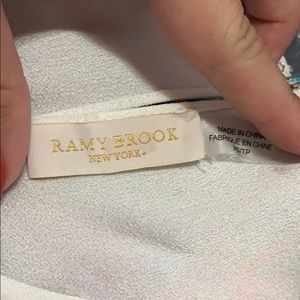 RAMY BROOK
NEW YORK
MADE IN CHINA
FABRIQUÉ EN CHINE